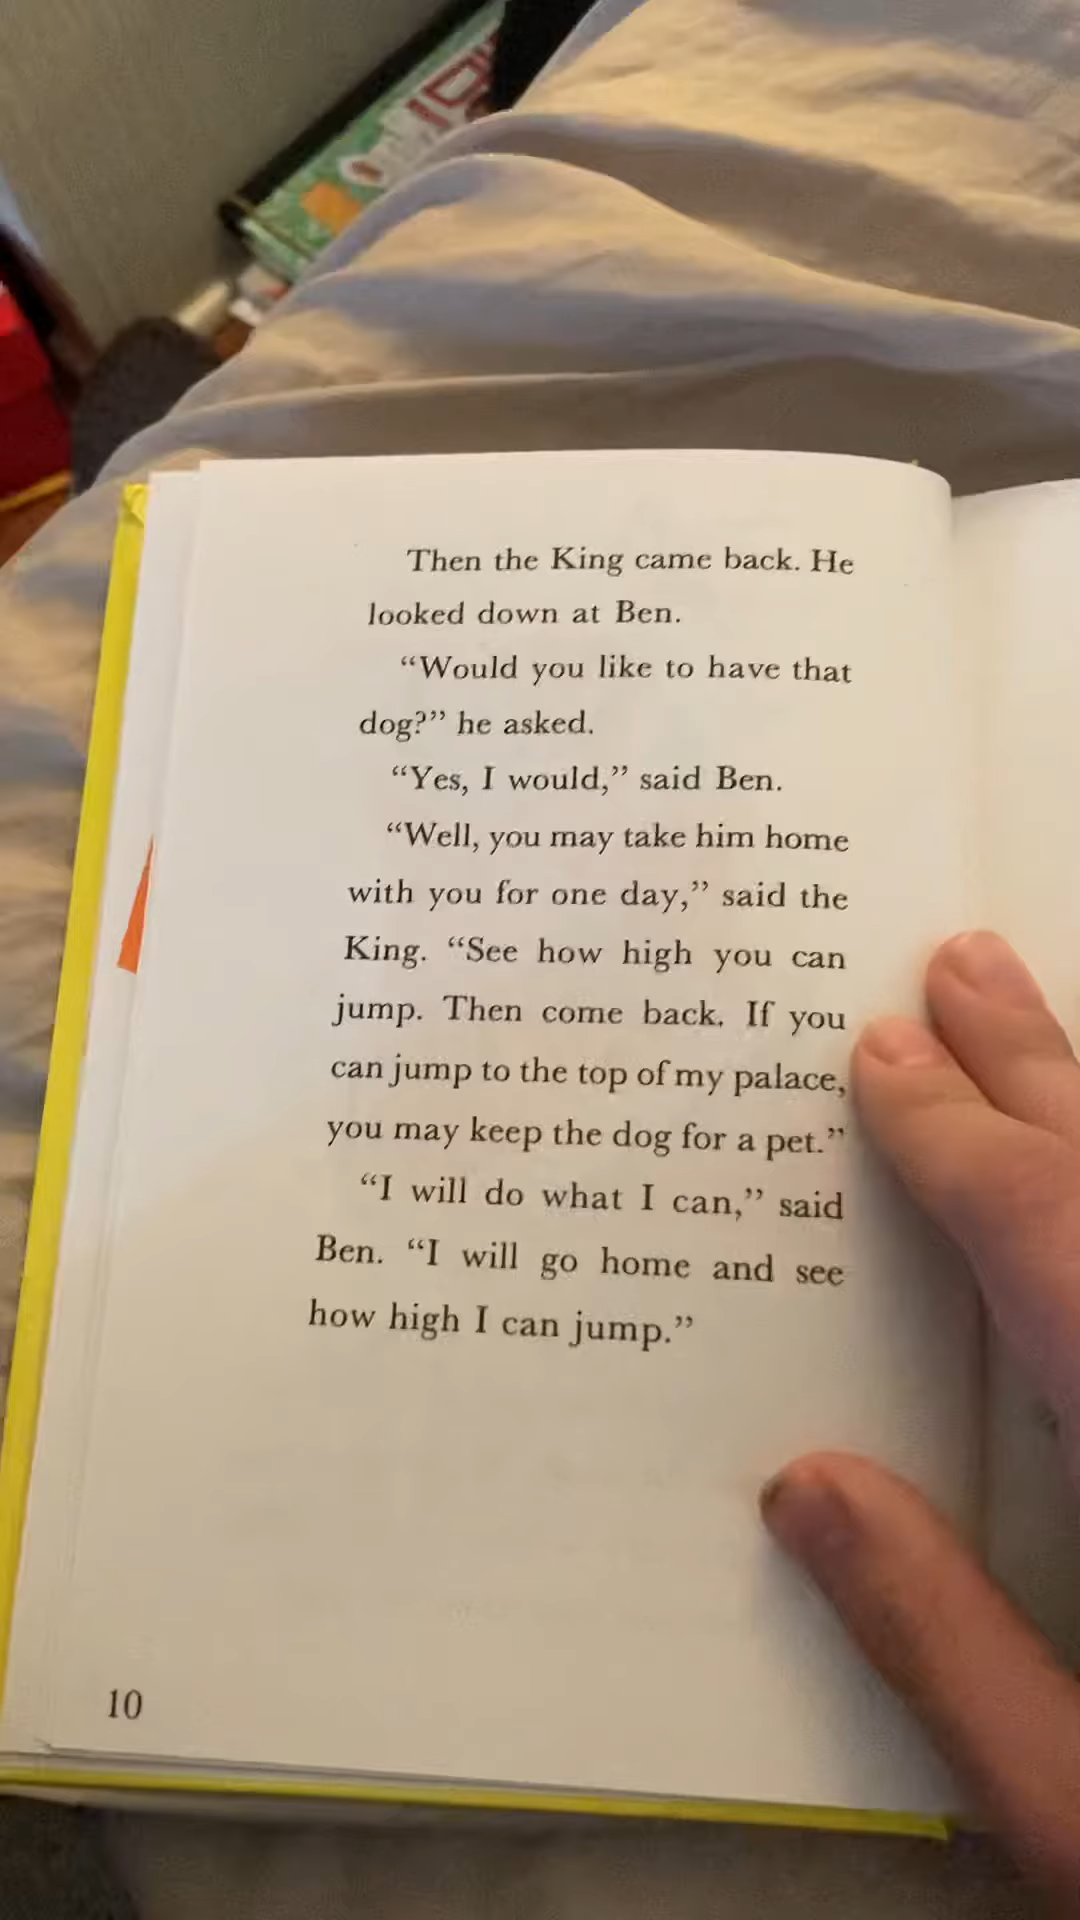 Then the King came back. He
looked down at Ben.
“Would you like to have that
dog?” he asked.
“Yes, I would,” said Ben.
“Well, you may take him home
with you for one day,” said the
King. “See how high you can
jump. Then come back. If you
can jump to the top of my palace,
you may keep the dog for a pet.”
“I will do what I can,” said
Ben. “I will go home and see
how high I can jump.”
10